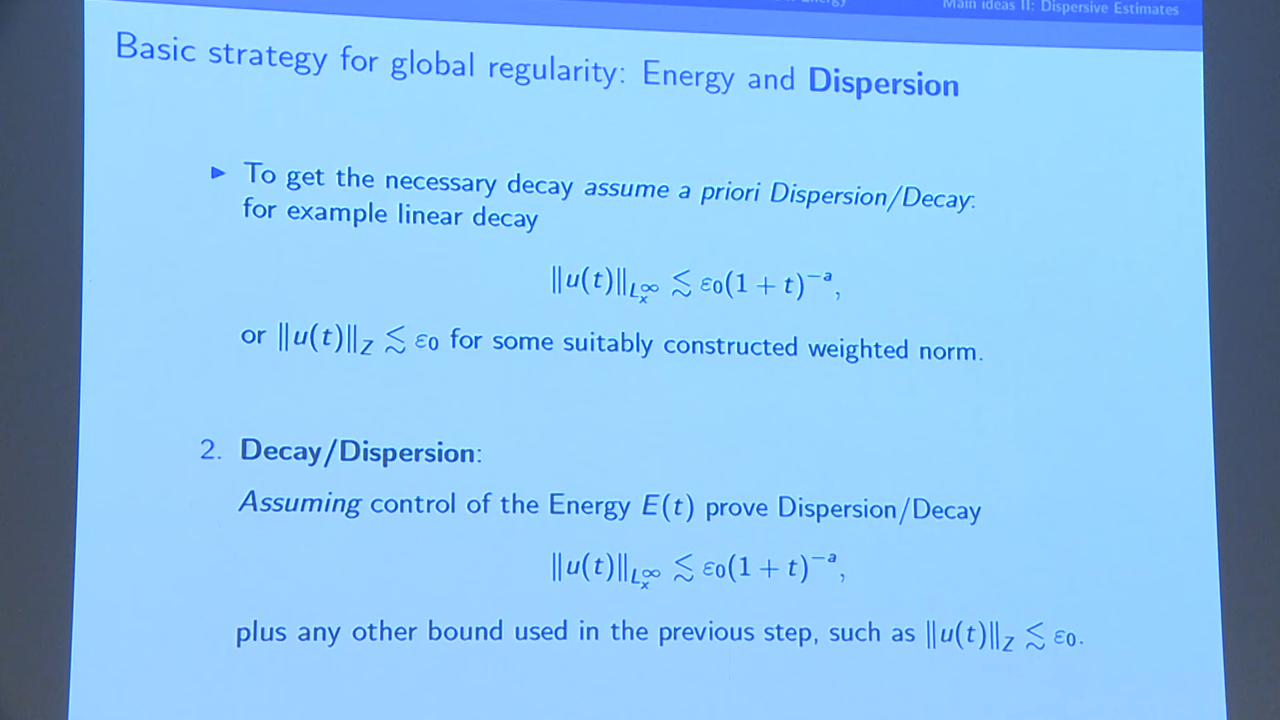 Main ideas II: Dispersive Estimates
Basic strategy for global regularity: Energy and Dispersion
▶ To get the necessary decay assume a priori Dispersion/Decay:
for example linear decay
‖u(t)‖_{L^∞_x} ≲ ε₀(1 + t)^{−a},
or ‖u(t)‖_Z ≲ ε₀ for some suitably constructed weighted norm.
2. Decay/Dispersion:
Assuming control of the Energy E(t) prove Dispersion/Decay
‖u(t)‖_{L^∞_x} ≲ ε₀(1 + t)^{−a},
plus any other bound used in the previous step, such as ‖u(t)‖_Z ≲ ε₀.